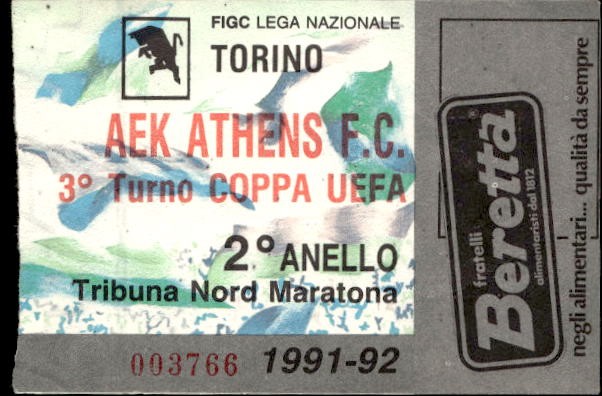 FIGC LEGA NAZIONALE
TORINO
AEK ATHENS F.C.
3° Turno COPPA UEFA
2° ANELLO
Tribuna Nord Maratona
003766 1991-92
fratelli
Beretta
alimentaristi dal 1812
negli alimentari... qualità da sempre